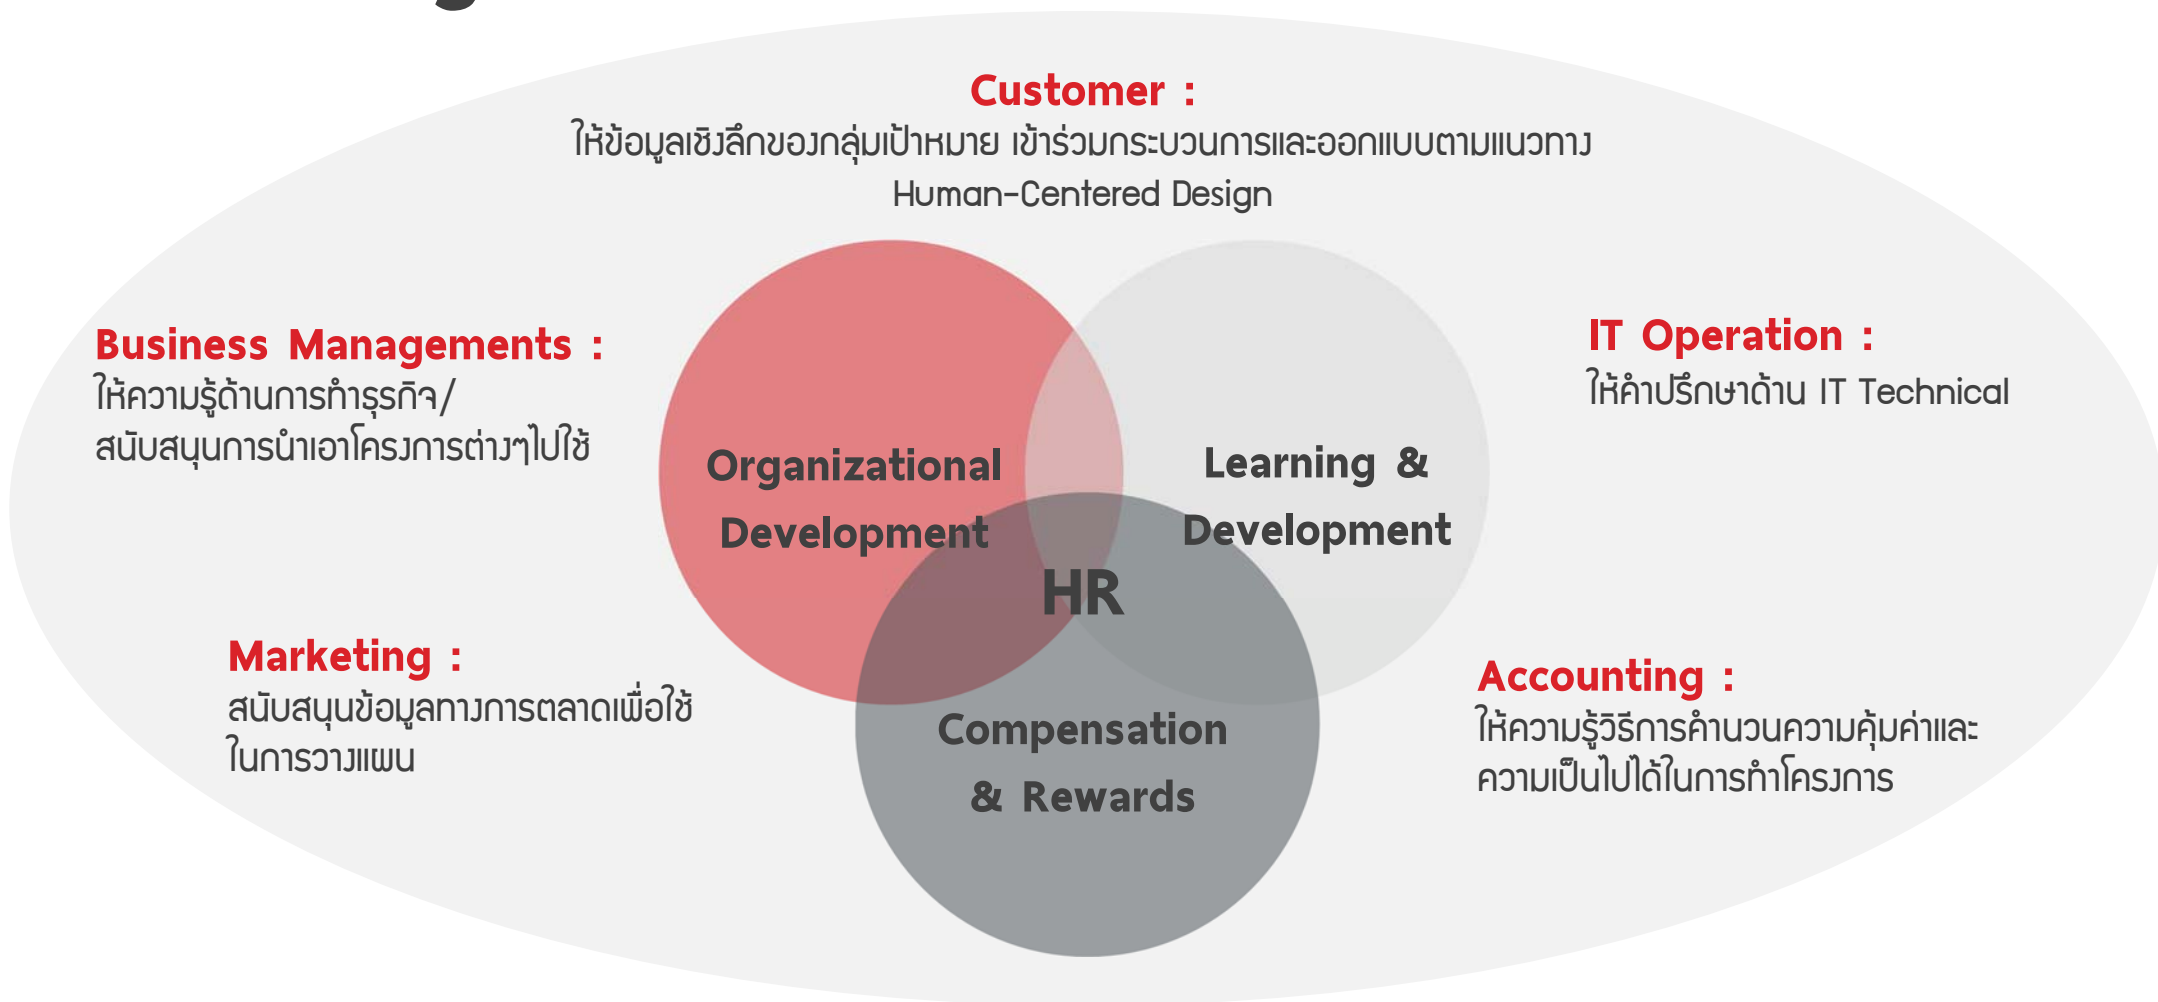 Customer :
ให้ข้อมูลเชิงลึกของกลุ่มเป้าหมาย เข้าร่วมกระบวนการและออกแบบตามแนวทาง
Human-Centered Design
Business Managements :
ให้ความรู้ด้านการทำธุรกิจ/
สนับสนุนการนำเอาโครงการต่างๆไปใช้
IT Operation :
ให้คำปรึกษาด้าน IT Technical
Organizational
Development
Learning &
Development
HR
Compensation
& Rewards
Marketing :
สนับสนุนข้อมูลทางการตลาดเพื่อใช้
ในการวางแผน
Accounting :
ให้ความรู้วิธีการคำนวนความคุ้มค่าและ
ความเป็นไปได้ในการทำโครงการ